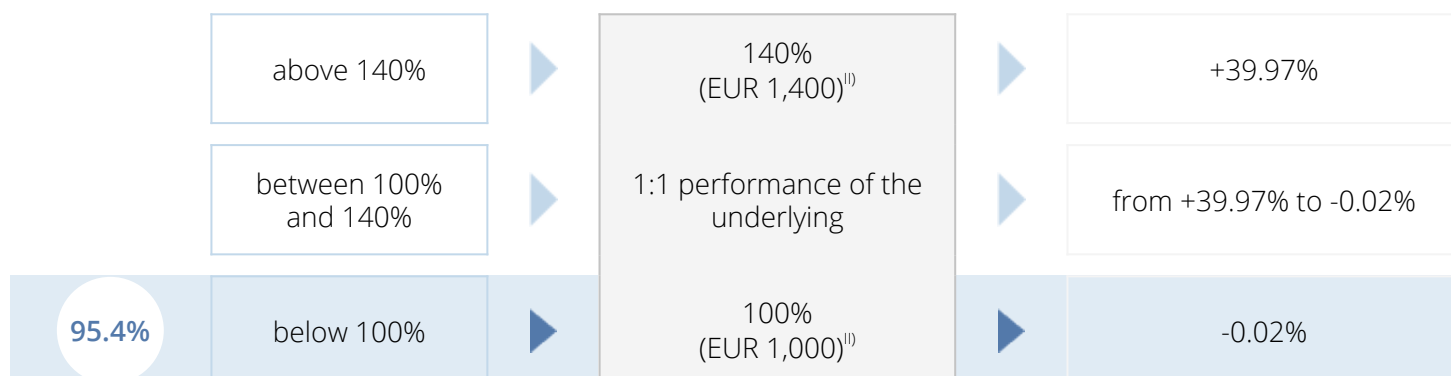 above 140%
140%
(EUR 1,400)II)
+39.97%
between 100%
and 140%
1:1 performance of the
underlying
from +39.97% to -0.02%
95.4%
below 100%
100%
(EUR 1,000)II)
-0.02%